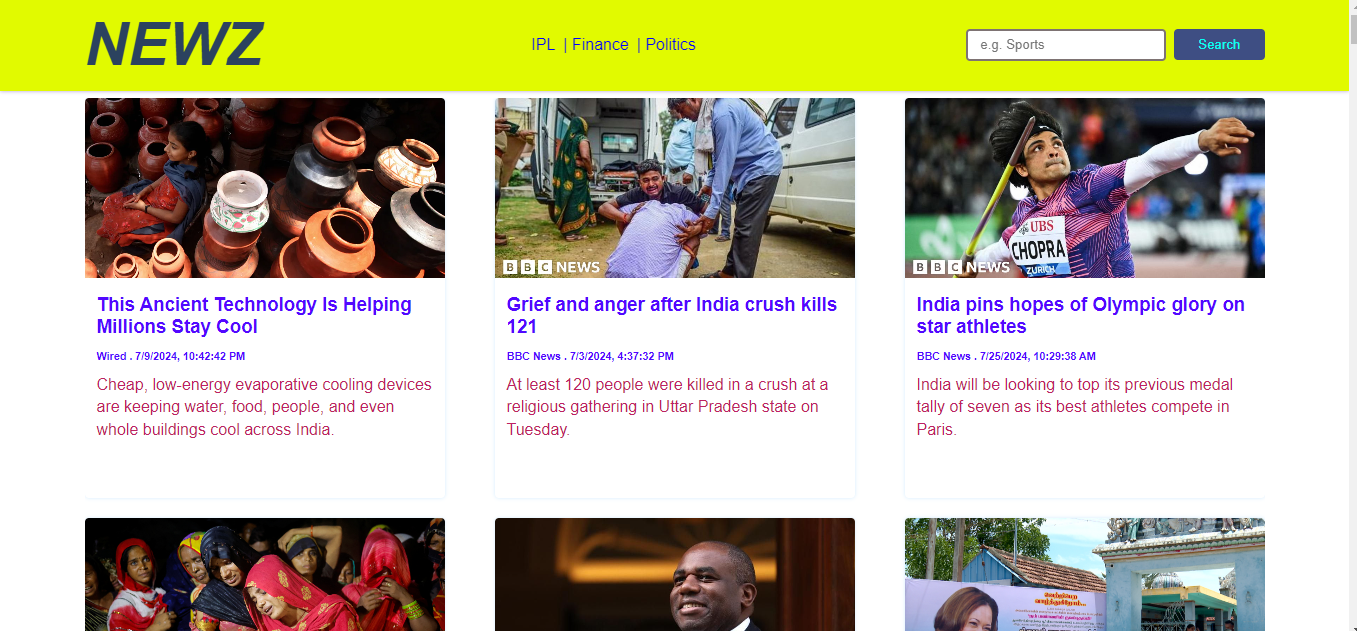 NEWZ
IPL | Finance | Politics
e.g. Sports
Search
BBC NEWS
UBS
CHOPRA
ZURICH
BBC NEWS
This Ancient Technology Is Helping
Millions Stay Cool
Wired . 7/9/2024, 10:42:42 PM
Cheap, low-energy evaporative cooling devices
are keeping water, food, people, and even
whole buildings cool across India.
Grief and anger after India crush kills
121
BBC News . 7/3/2024, 4:37:32 PM
At least 120 people were killed in a crush at a
religious gathering in Uttar Pradesh state on
Tuesday.
India pins hopes of Olympic glory on
star athletes
BBC News . 7/25/2024, 10:29:38 AM
India will be looking to top its previous medal
tally of seven as its best athletes compete in
Paris.